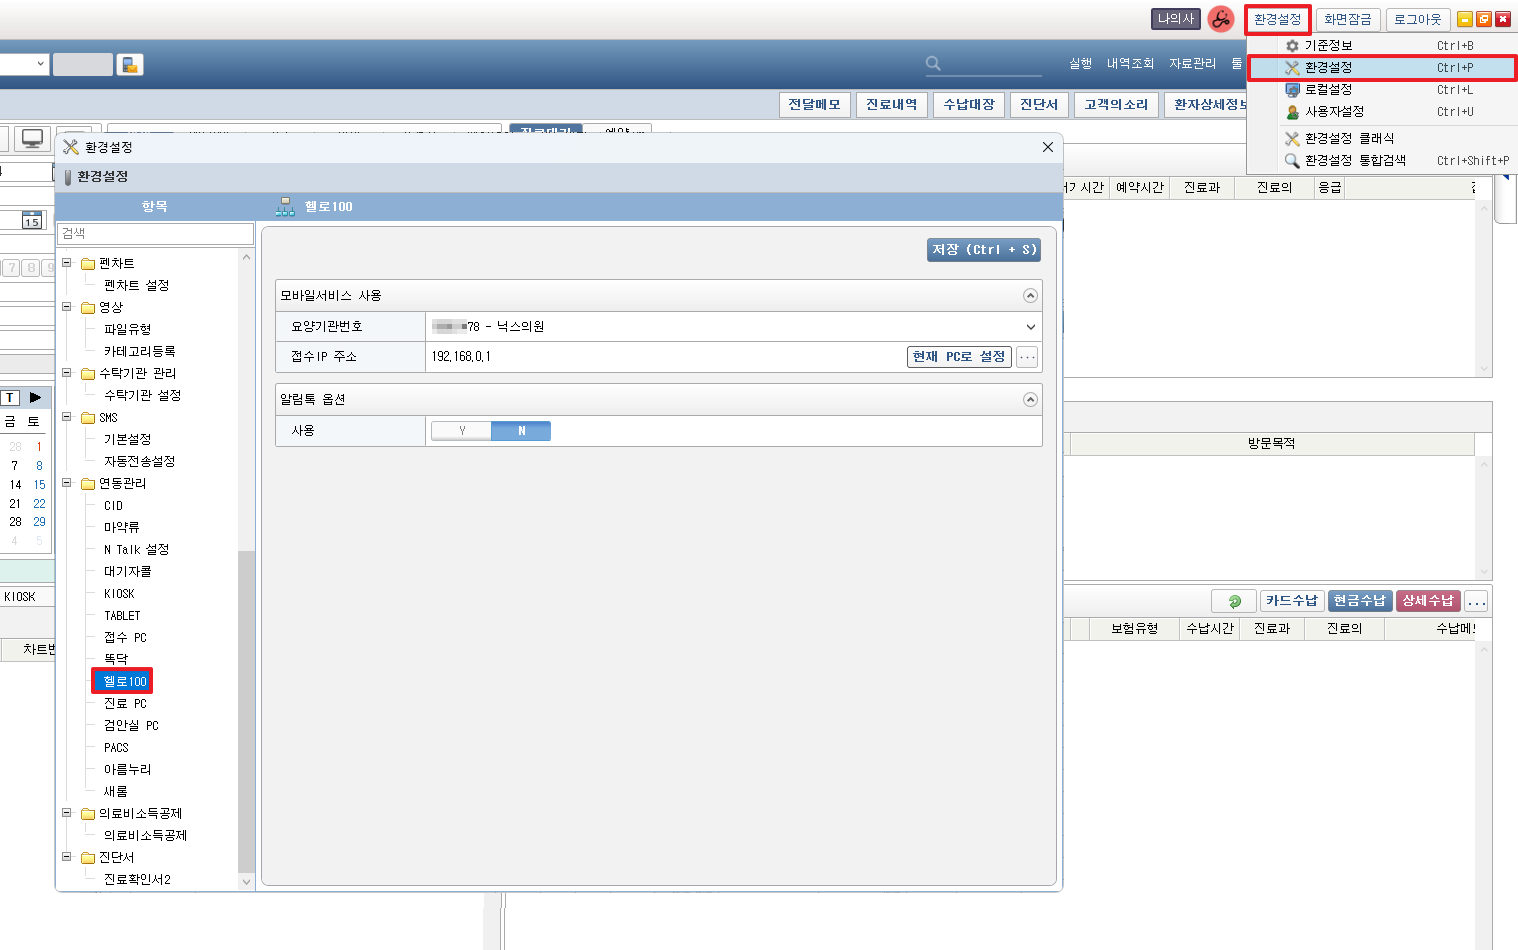 나의사 환경설정 화면잠금 로그아웃
기준정보 Ctrl+B
환경설정 Ctrl+P
로컬설정 Ctrl+L
사용자설정 Ctrl+U
환경설정 클래식
환경설정 통합검색 Ctrl+Shift+P
실행 내역조회 자료관리 툴
전달메모 진료내역 수납대장 진단서 고객의소리 환자상세정보
환경설정
환경설정
항목
헬로100
검색
펜차트
펜차트 설정
영상
파일유형
카테고리등록
수탁기관 관리
수탁기관 설정
SMS
기본설정
자동전송설정
연동관리
CID
마약류
N Talk 설정
대기자콜
KIOSK
TABLET
접수 PC
똑닥
헬로100
진료 PC
검안실 PC
PACS
아름누리
새롬
의료비소득공제
의료비소득공제
진단서
진료확인서2
저장 (Ctrl + S)
모바일서비스 사용
요양기관번호 78 - 닉스의원
접수IP 주소 192.168.0.1 현재 PC로 설정 ...
알림톡 옵션
사용 Y N
시간 예약시간 진료과 진료의 응급
방문목적
카드수납 현금수납 상세수납 ...
보험유형 수납시간 진료과 진료의 수납메
15
7 8 9
T
금 토
28 1
7 8
14 15
21 22
28 29
4 5
KIOSK
차트번